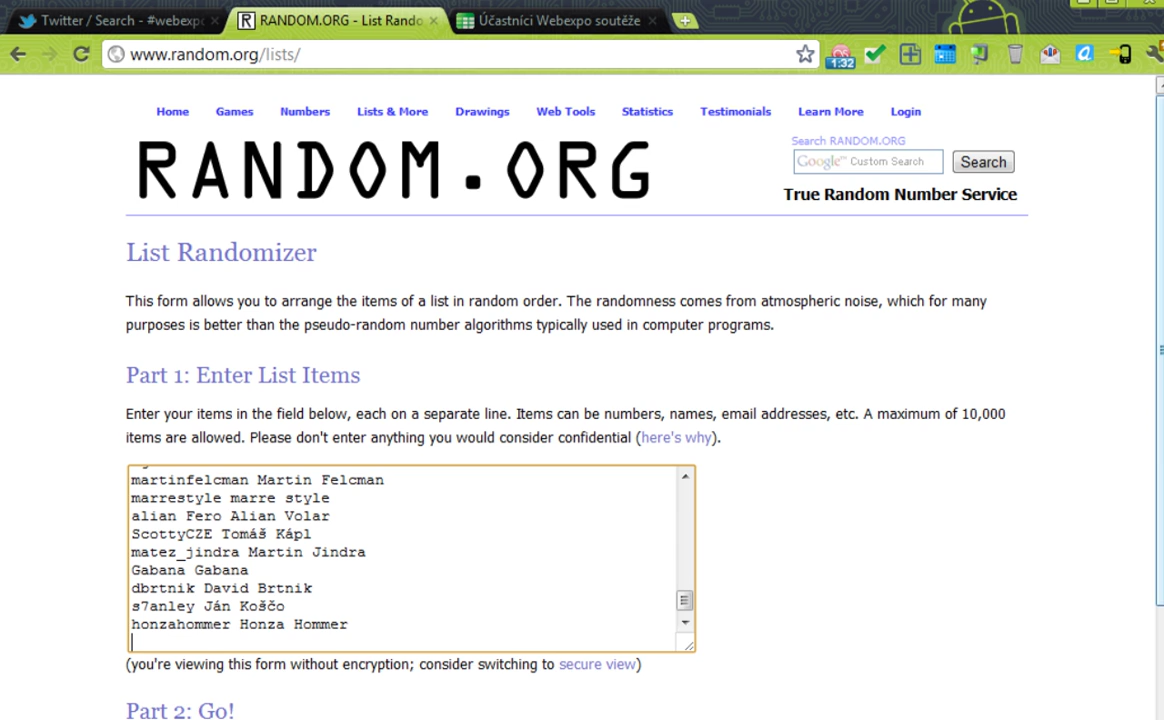 Twitter / Search - #webexpo
RANDOM.ORG - List Rando
Účastníci Webexpo soutěže
www.random.org/lists/
1:32
Home Games Numbers Lists & More Drawings Web Tools Statistics Testimonials Learn More Login
RANDOM.ORG
Search RANDOM.ORG
Google™ Custom Search
Search
True Random Number Service
List Randomizer
This form allows you to arrange the items of a list in random order. The randomness comes from atmospheric noise, which for many
purposes is better than the pseudo-random number algorithms typically used in computer programs.
Part 1: Enter List Items
Enter your items in the field below, each on a separate line. Items can be numbers, names, email addresses, etc. A maximum of 10,000
items are allowed. Please don't enter anything you would consider confidential (here's why).
martinfelcman Martin Felcman
marrestyle marre style
alian Fero Alian Volar
ScottyCZE Tomáš Kápl
matez_jindra Martin Jindra
Gabana Gabana
dbrtnik David Brtnik
s7anley Ján Koščo
honzahommer Honza Hommer
(you're viewing this form without encryption; consider switching to secure view)
Part 2: Go!